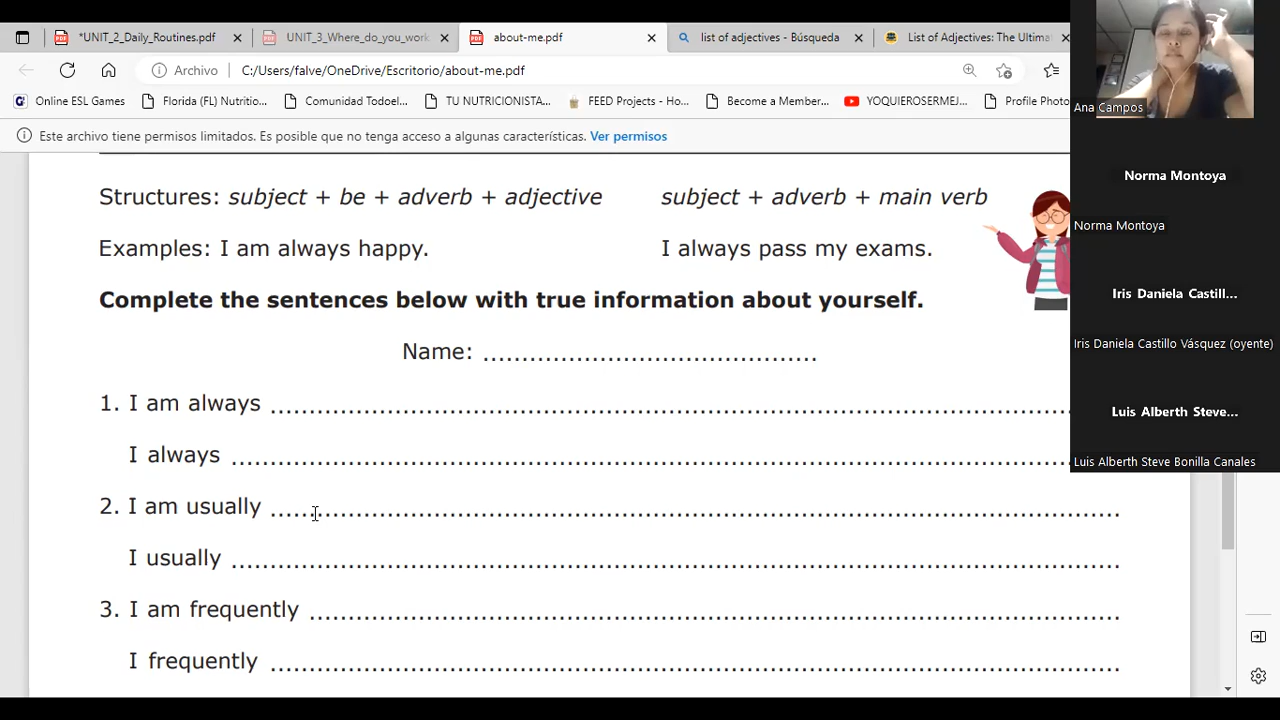 *UNIT_2_Daily_Routines.pdf
UNIT_3_Where_do_you_work
about-me.pdf
list of adjectives - Búsqueda
List of Adjectives: The Ultima
Archivo
C:/Users/falve/OneDrive/Escritorio/about-me.pdf
Online ESL Games
Florida (FL) Nutritio...
Comunidad Todoel...
TU NUTRICIONISTA...
FEED Projects - Ho...
Become a Member...
YOQUIEROSERMEJ...
Profile Photo
Este archivo tiene permisos limitados. Es posible que no tenga acceso a algunas características. Ver permisos
Structures: subject + be + adverb + adjective
subject + adverb + main verb
Examples: I am always happy.
I always pass my exams.
Complete the sentences below with true information about yourself.
Name: ..........................................
1. I am always ....................................................................................................
I always ....................................................................................................
2. I am usually ....................................................................................................
I usually ....................................................................................................
3. I am frequently ....................................................................................................
I frequently ....................................................................................................
Ana Campos
Norma Montoya
Norma Montoya
Iris Daniela Castill...
Iris Daniela Castillo Vásquez (oyente)
Luis Alberth Steve...
Luis Alberth Steve Bonilla Canales